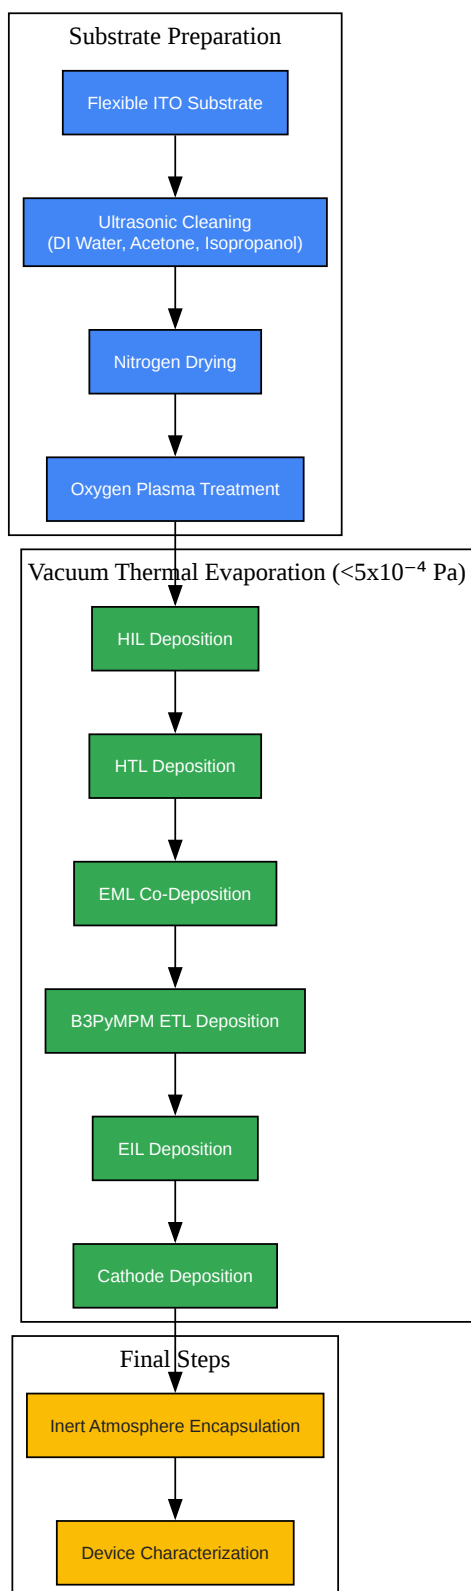 Substrate Preparation
Flexible ITO Substrate
Ultrasonic Cleaning
(DI Water, Acetone, Isopropanol)
Nitrogen Drying
Oxygen Plasma Treatment
Vacuum Thermal Evaporation (<5x10⁻⁴ Pa)
HIL Deposition
HTL Deposition
EML Co-Deposition
B3PyMPM ETL Deposition
EIL Deposition
Cathode Deposition
Final Steps
Inert Atmosphere Encapsulation
Device Characterization